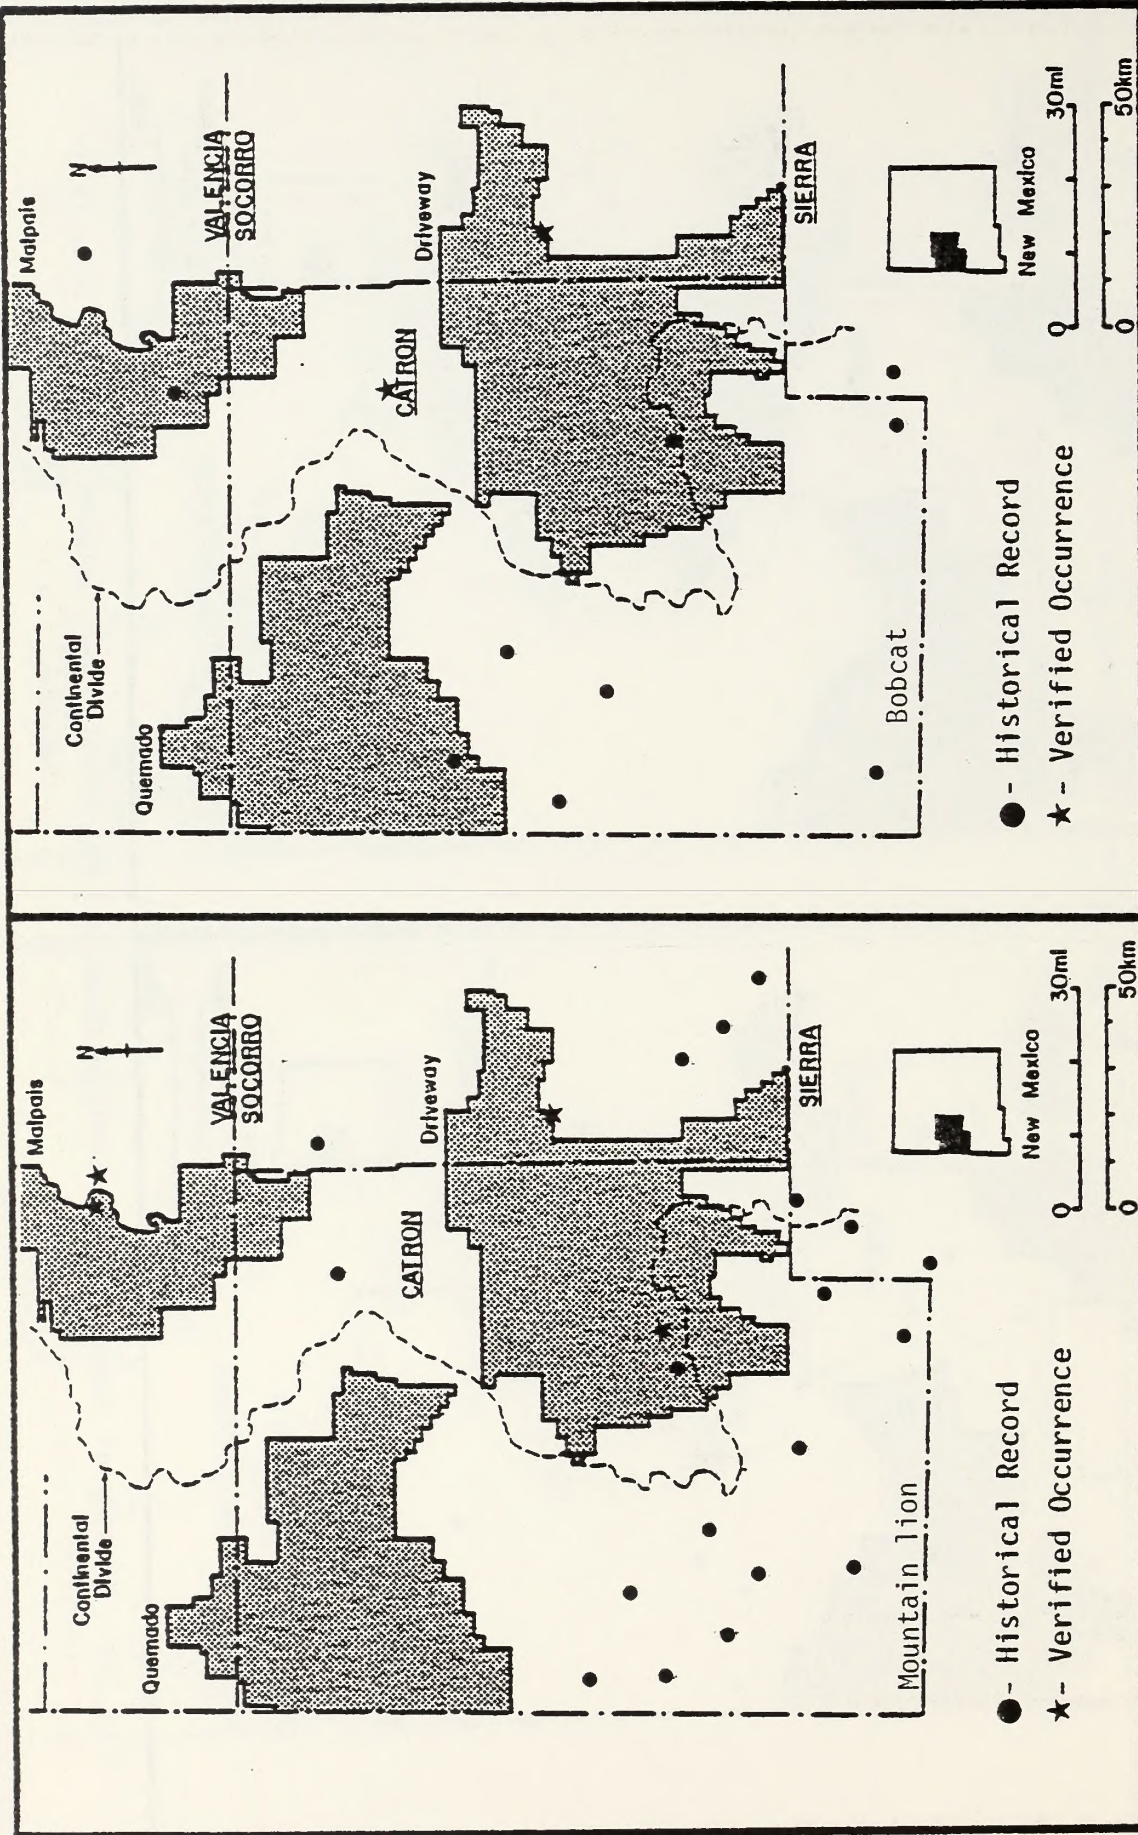 Malpais
N
Continental
Divide
VALENCIA
SOCORRO
Quemado
Driveway
CATRON
SIERRA
Mountain lion
New Mexico
● - Historical Record
★ - Verified Occurrence
0 30mi
0 50km
Malpais
N
Continental
Divide
VALENCIA
SOCORRO
Quemado
Driveway
CATRON
SIERRA
Bobcat
New Mexico
● - Historical Record
★ - Verified Occurrence
0 30mi
0 50km